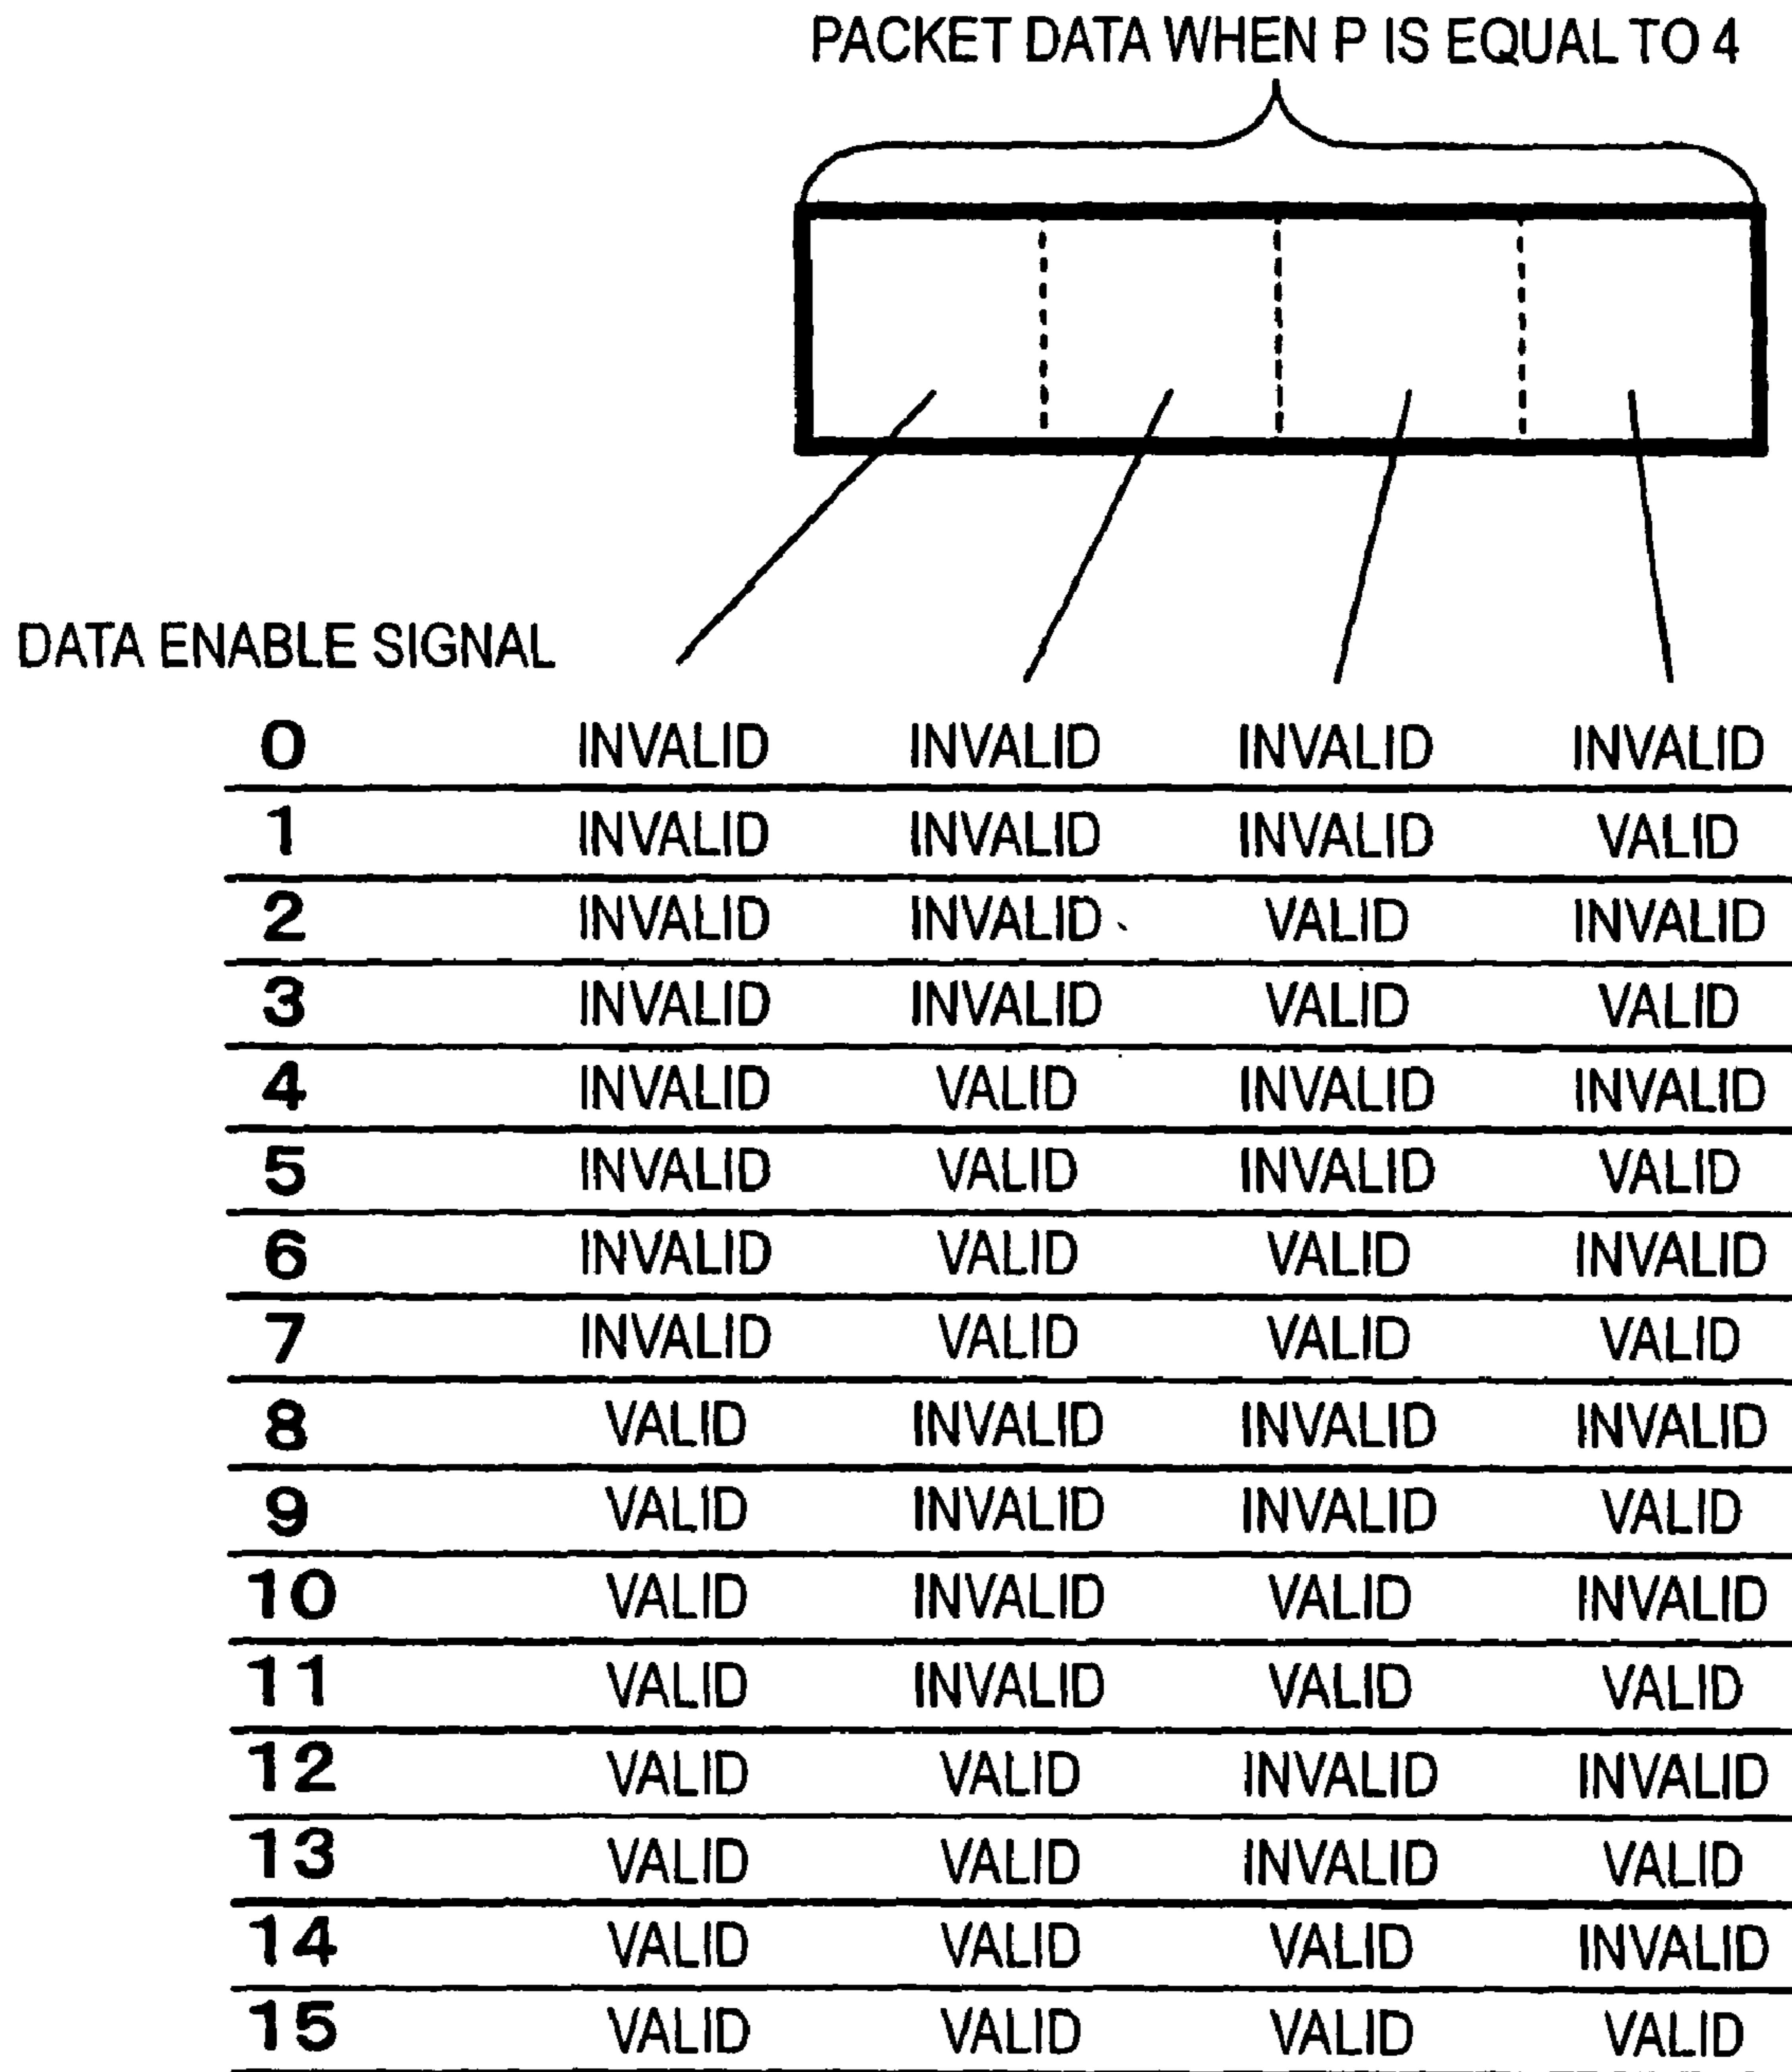 PACKET DATA WHEN P IS EQUAL TO 4
DATA ENABLE SIGNAL
0 INVALID INVALID INVALID INVALID
1 INVALID INVALID INVALID VALID
2 INVALID INVALID VALID INVALID
3 INVALID INVALID VALID VALID
4 INVALID VALID INVALID INVALID
5 INVALID VALID INVALID VALID
6 INVALID VALID VALID INVALID
7 INVALID VALID VALID VALID
8 VALID INVALID INVALID INVALID
9 VALID INVALID INVALID VALID
10 VALID INVALID VALID INVALID
11 VALID INVALID VALID VALID
12 VALID VALID INVALID INVALID
13 VALID VALID INVALID VALID
14 VALID VALID VALID INVALID
15 VALID VALID VALID VALID